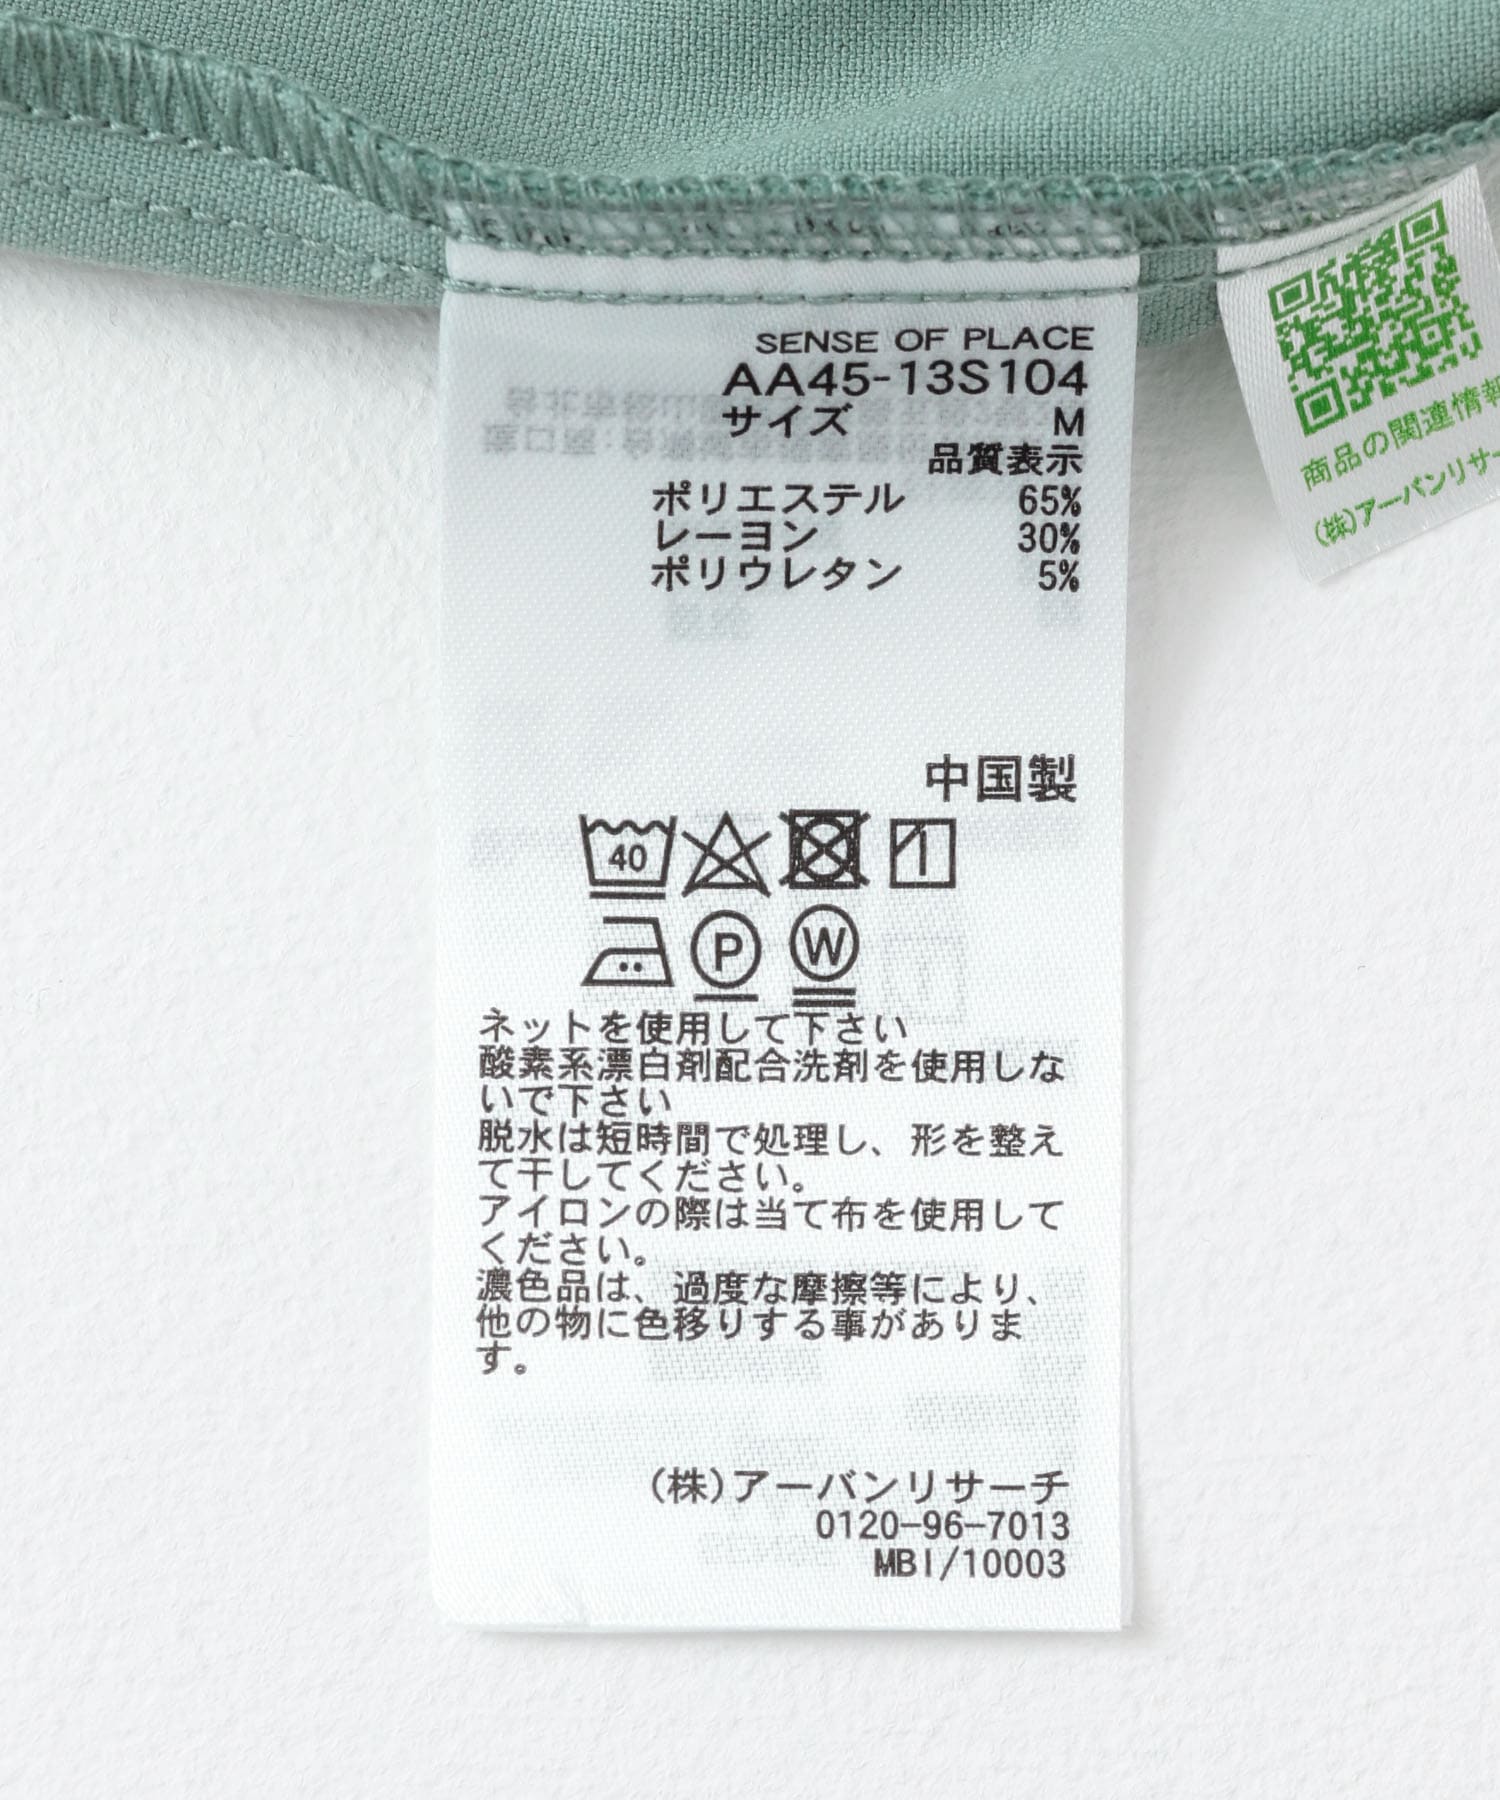 SENSE OF PLACE
AA45-13S104
サイズ M
品質表示
ポリエステル 65%
レーヨン 30%
ポリウレタン 5%
中国製
40
P W
ネットを使用して下さい
酸素系漂白剤配合洗剤を使用しな
いで下さい
脱水は短時間で処理し、形を整え
て干してください。
アイロンの際は当て布を使用して
ください。
濃色品は、過度な摩擦等により、
他の物に色移りする事がありま
す。
(株)アーバンリサーチ
0120-96-7013
MBI/10003
商品の関連情報
(株)アーバンリサー